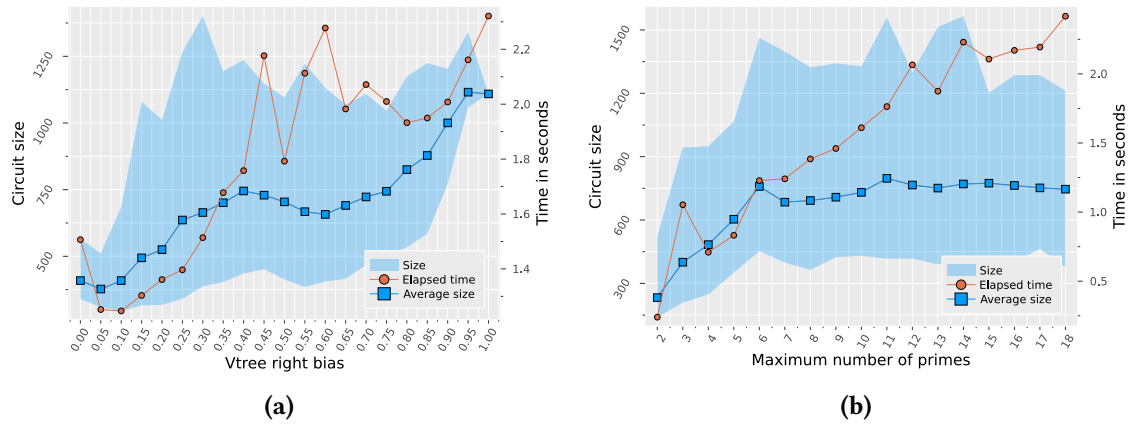 Circuit size
1250
1000
750
500
2.2
2.0
1.8
1.6
1.4
Time in seconds
Size
Elapsed time
Average size
0.00 0.05 0.10 0.15 0.20 0.25 0.30 0.35 0.40 0.45 0.50 0.55 0.60 0.65 0.70 0.75 0.80 0.85 0.90 0.95 1.00
Vtree right bias
(a)
Circuit size
1500
1200
900
600
300
2.0
1.5
1.0
0.5
Time in seconds
Size
Elapsed time
Average size
2 3 4 5 6 7 8 9 10 11 12 13 14 15 16 17 18
Maximum number of primes
(b)